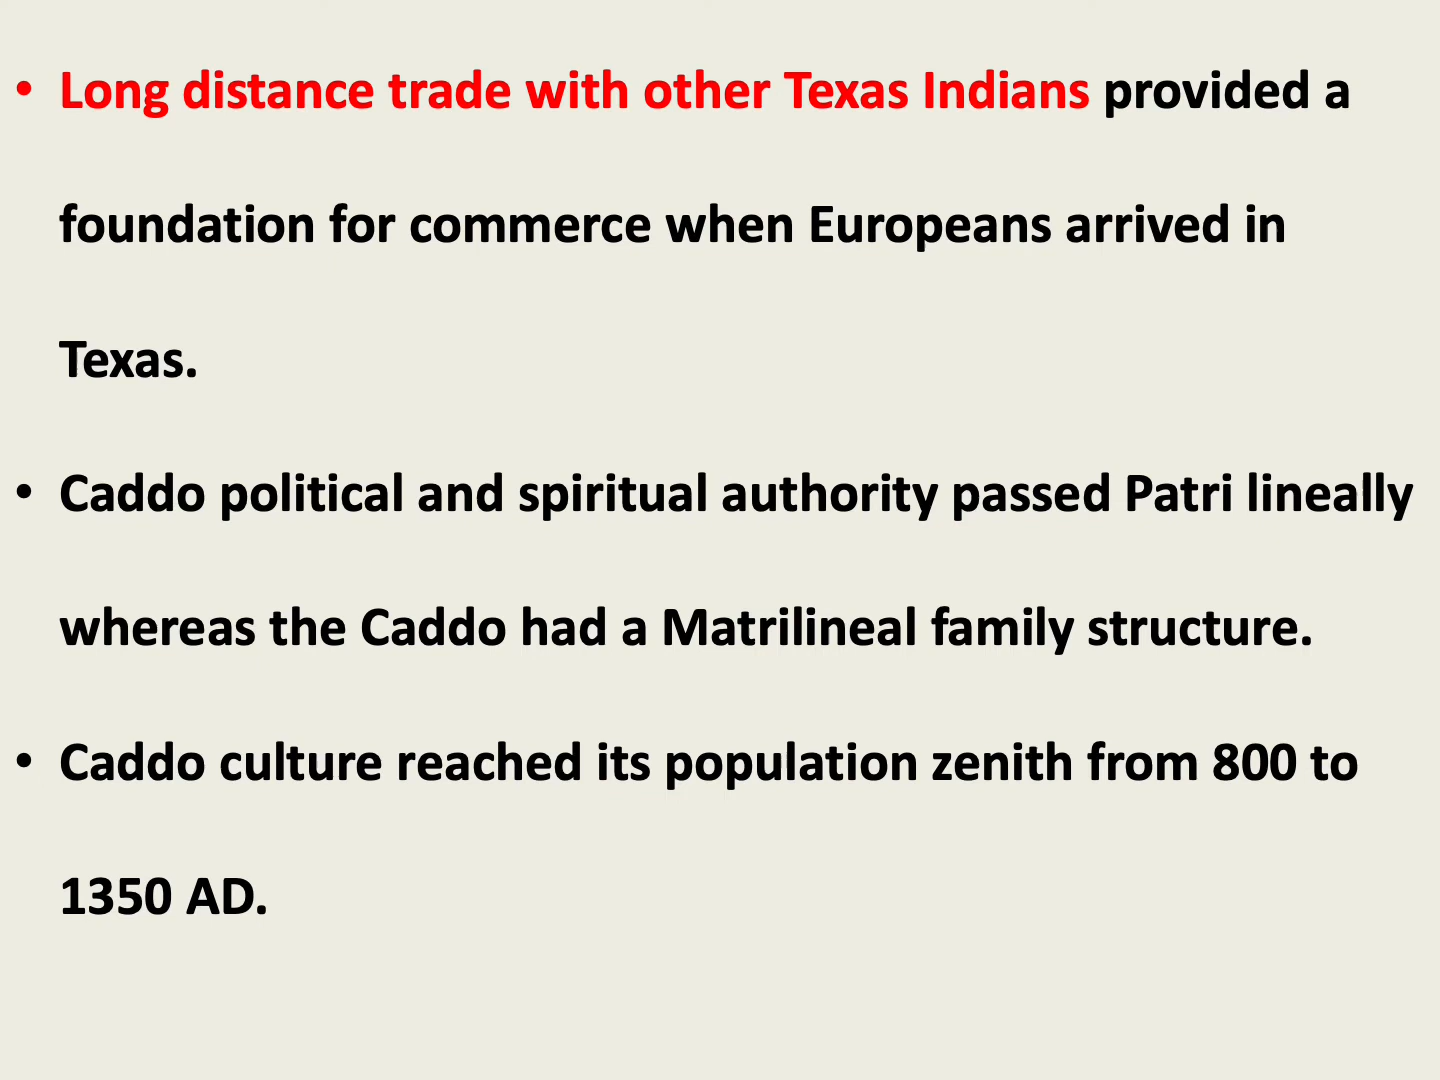 • Long distance trade with other Texas Indians provided a
foundation for commerce when Europeans arrived in
Texas.
• Caddo political and spiritual authority passed Patri lineally
whereas the Caddo had a Matrilineal family structure.
• Caddo culture reached its population zenith from 800 to
1350 AD.